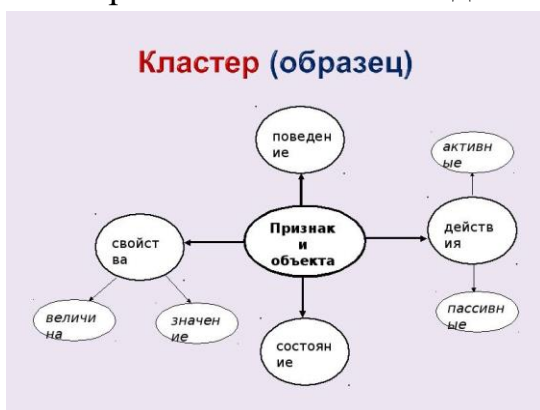 Кластер (образец)
поведен
ие
активн
ые
Признак
и
объекта
свойст
ва
действ
ия
величи
на
значен
ие
состоян
ие
пассивн
ые